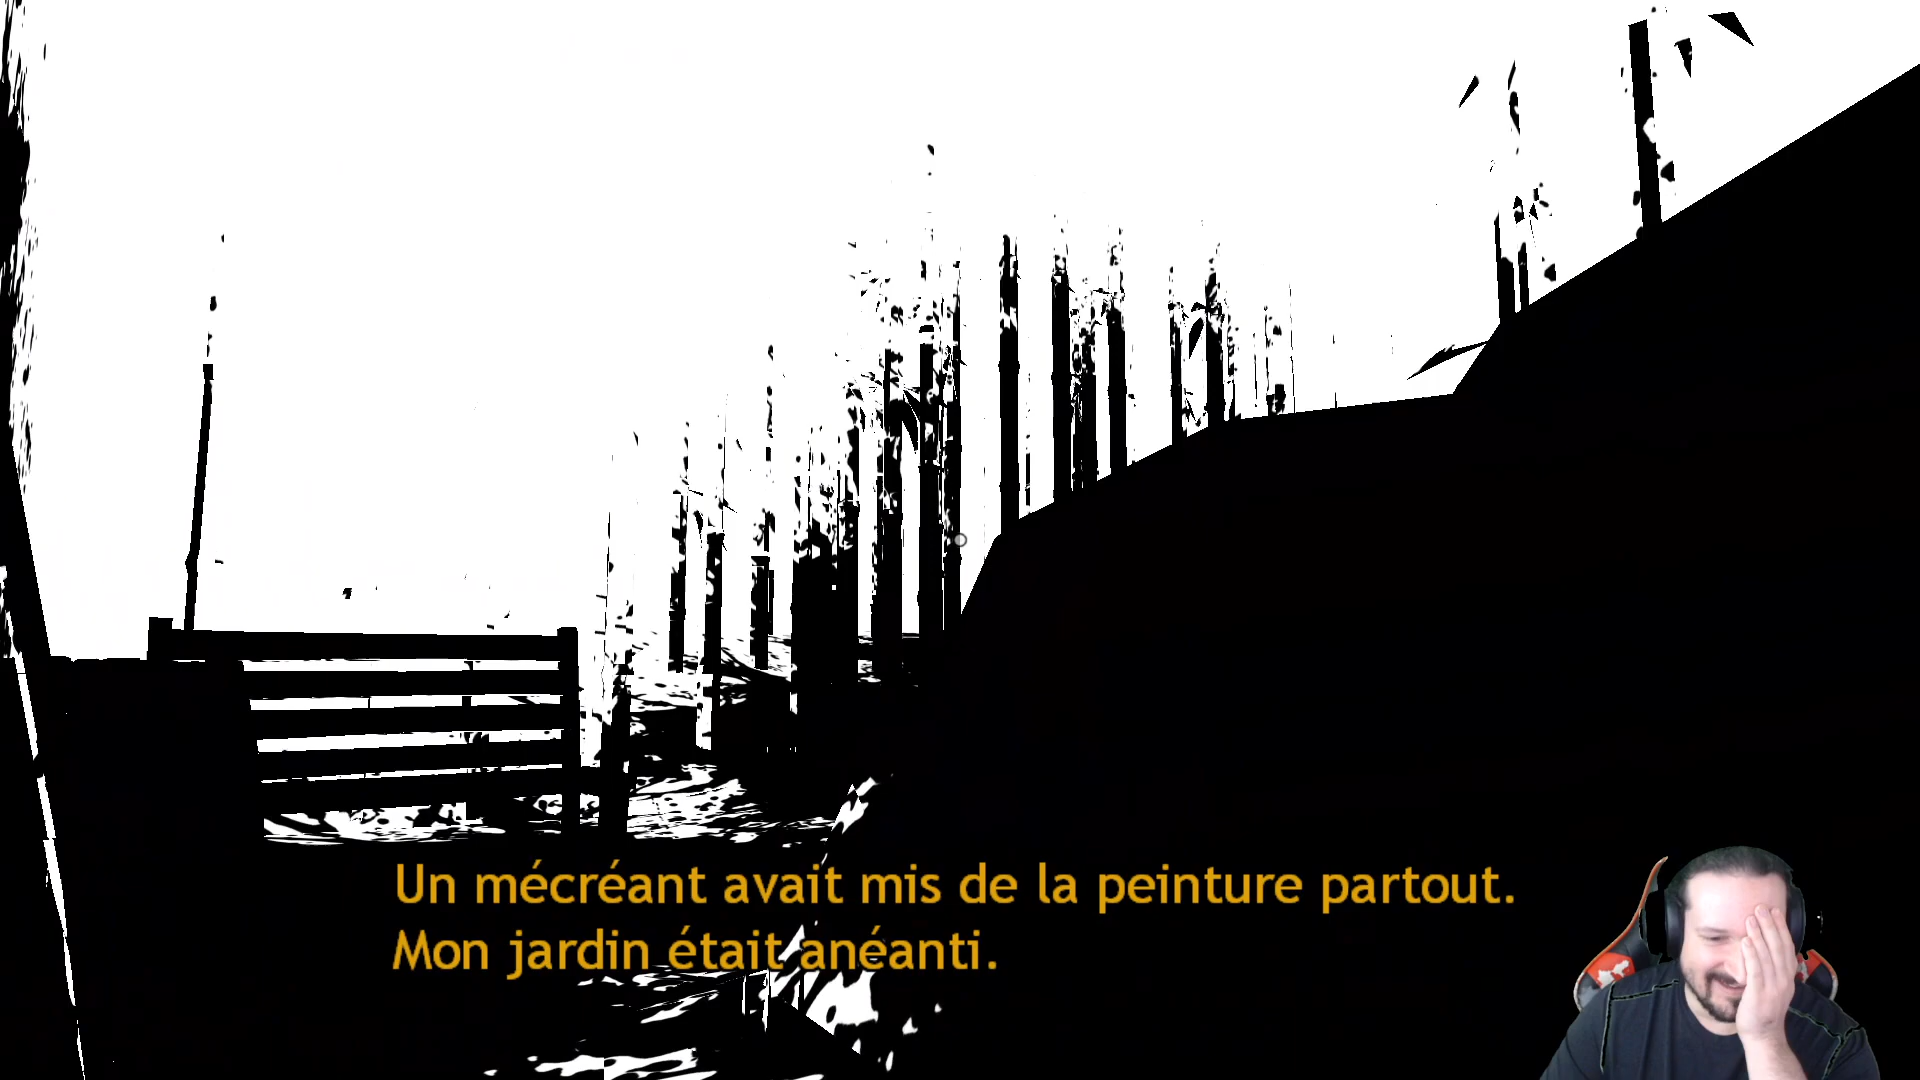 Un mécréant avait mis de la peinture partout.
Mon jardin était anéanti.